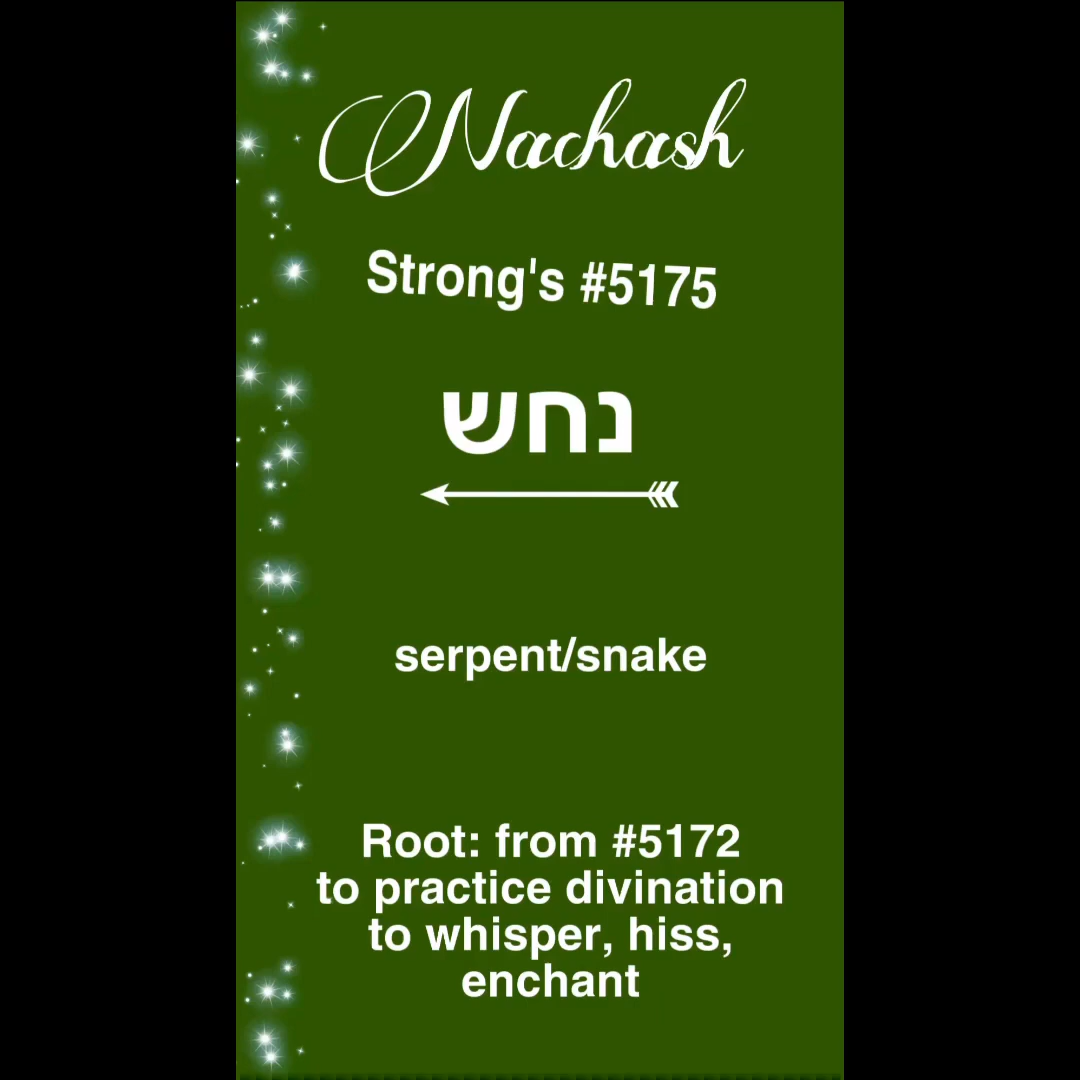 Nachash
Strong's #5175
נחש
serpent/snake
Root: from #5172
to practice divination
to whisper, hiss,
enchant